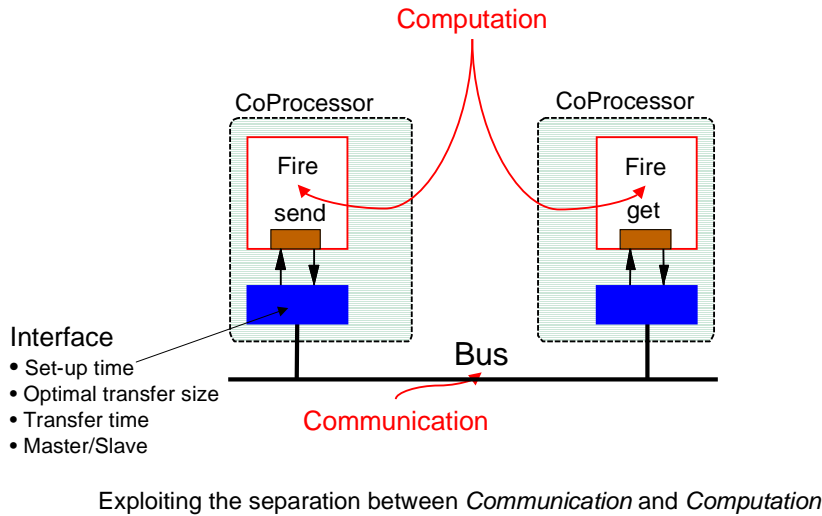 Computation
CoProcessor
CoProcessor
Fire
Fire
send
get
Interface
• Set-up time
• Optimal transfer size
• Transfer time
• Master/Slave
Bus
Communication
Exploiting the separation between Communication and Computation